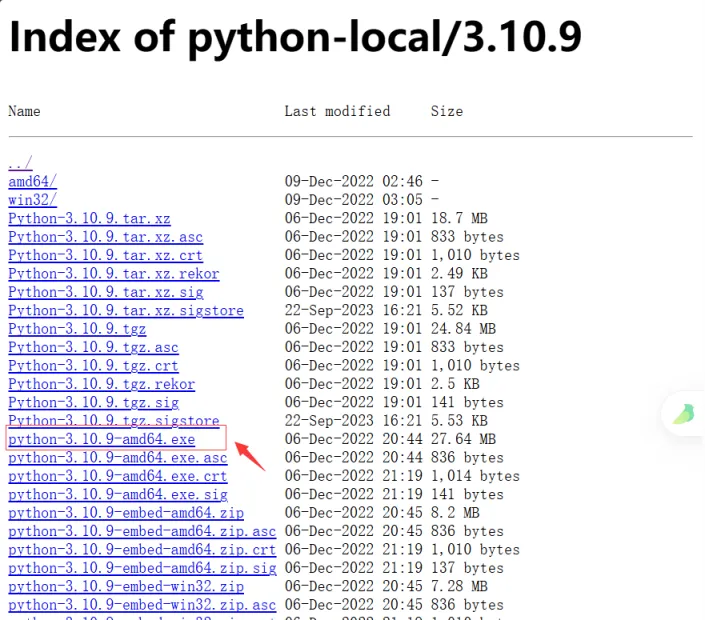 Index of python-local/3.10.9
Name Last modified Size
../
amd64/ 09-Dec-2022 02:46 -
win32/ 09-Dec-2022 03:05 -
Python-3.10.9.tar.xz 06-Dec-2022 19:01 18.7 MB
Python-3.10.9.tar.xz.asc 06-Dec-2022 19:01 833 bytes
Python-3.10.9.tar.xz.crt 06-Dec-2022 19:01 1,010 bytes
Python-3.10.9.tar.xz.rekor 06-Dec-2022 19:01 2.49 KB
Python-3.10.9.tar.xz.sig 06-Dec-2022 19:01 137 bytes
Python-3.10.9.tar.xz.sigstore 22-Sep-2023 16:21 5.52 KB
Python-3.10.9.tgz 06-Dec-2022 19:01 24.84 MB
Python-3.10.9.tgz.asc 06-Dec-2022 19:01 833 bytes
Python-3.10.9.tgz.crt 06-Dec-2022 19:01 1,010 bytes
Python-3.10.9.tgz.rekor 06-Dec-2022 19:01 2.5 KB
Python-3.10.9.tgz.sig 06-Dec-2022 19:01 141 bytes
Python-3.10.9.tgz.sigstore 22-Sep-2023 16:21 5.53 KB
python-3.10.9-amd64.exe 06-Dec-2022 20:44 27.64 MB
python-3.10.9-amd64.exe.asc 06-Dec-2022 20:44 836 bytes
python-3.10.9-amd64.exe.crt 06-Dec-2022 21:19 1,014 bytes
python-3.10.9-amd64.exe.sig 06-Dec-2022 21:19 141 bytes
python-3.10.9-embed-amd64.zip 06-Dec-2022 20:45 8.2 MB
python-3.10.9-embed-amd64.zip.asc 06-Dec-2022 20:45 836 bytes
python-3.10.9-embed-amd64.zip.crt 06-Dec-2022 21:19 1,010 bytes
python-3.10.9-embed-amd64.zip.sig 06-Dec-2022 21:19 137 bytes
python-3.10.9-embed-win32.zip 06-Dec-2022 20:45 7.28 MB
python-3.10.9-embed-win32.zip.asc 06-Dec-2022 20:45 836 bytes